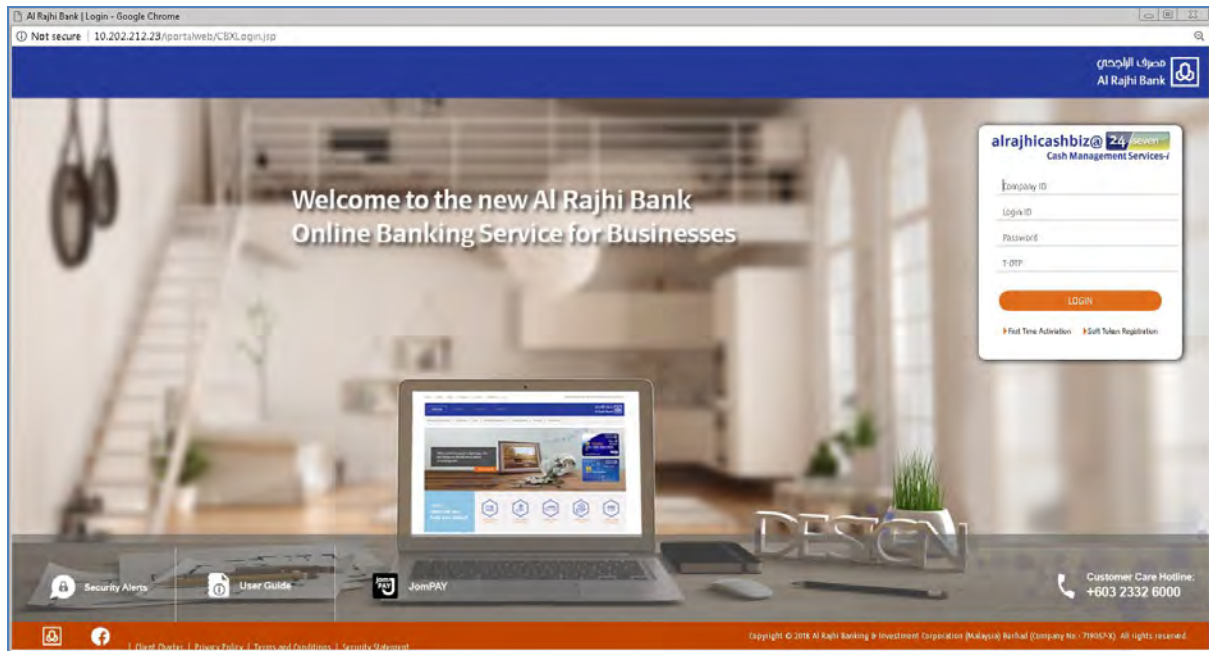 Al Rajhi Bank | Login - Google Chrome
Not secure | 10.202.212.23/iportalweb/CBXLogin.jsp
مصرف الراجحي
Al Rajhi Bank
alrajhicashbiz@ 24 seven
Cash Management Services-i
Company ID
Login ID
Password
T-OTP
LOGIN
First Time Activiation
Soft Token Registration
Welcome to the new Al Rajhi Bank
Online Banking Service for Businesses
DESIGN
Security Alerts
User Guide
Jom PAY
JomPAY
Customer Care Hotline:
+603 2332 6000
| Client Charter | Privacy Policy | Terms and Conditions | Security Statement
Copyright © 2018 Al Rajhi Banking & Investment Corporation (Malaysia) Berhad (Company No.: 719057-X) All rights reserved.